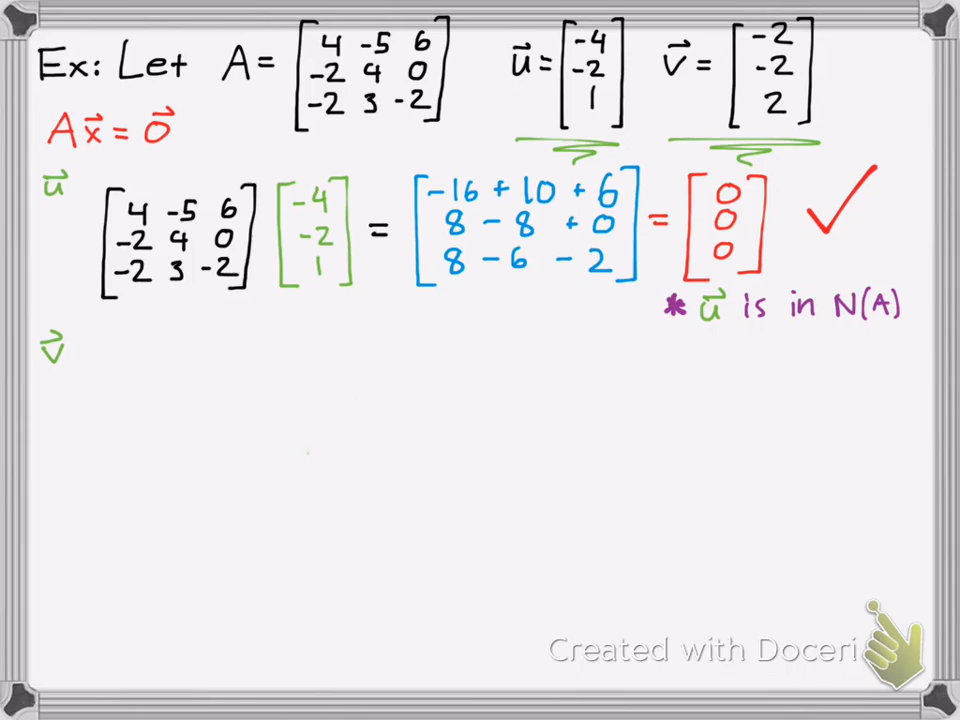 Ex: Let A = [4 -5 6; -2 4 0; -2 3 -2] u⃗ = [-4; -2; 1] v⃗ = [-2; -2; 2]
Ax⃗ = 0⃗
u⃗ [4 -5 6; -2 4 0; -2 3 -2] [-4; -2; 1] = [-16 + 10 + 6; 8 - 8 + 0; 8 - 6 - 2] = [0; 0; 0] ✓
* u⃗ is in N(A)
v⃗
Created with Doceri